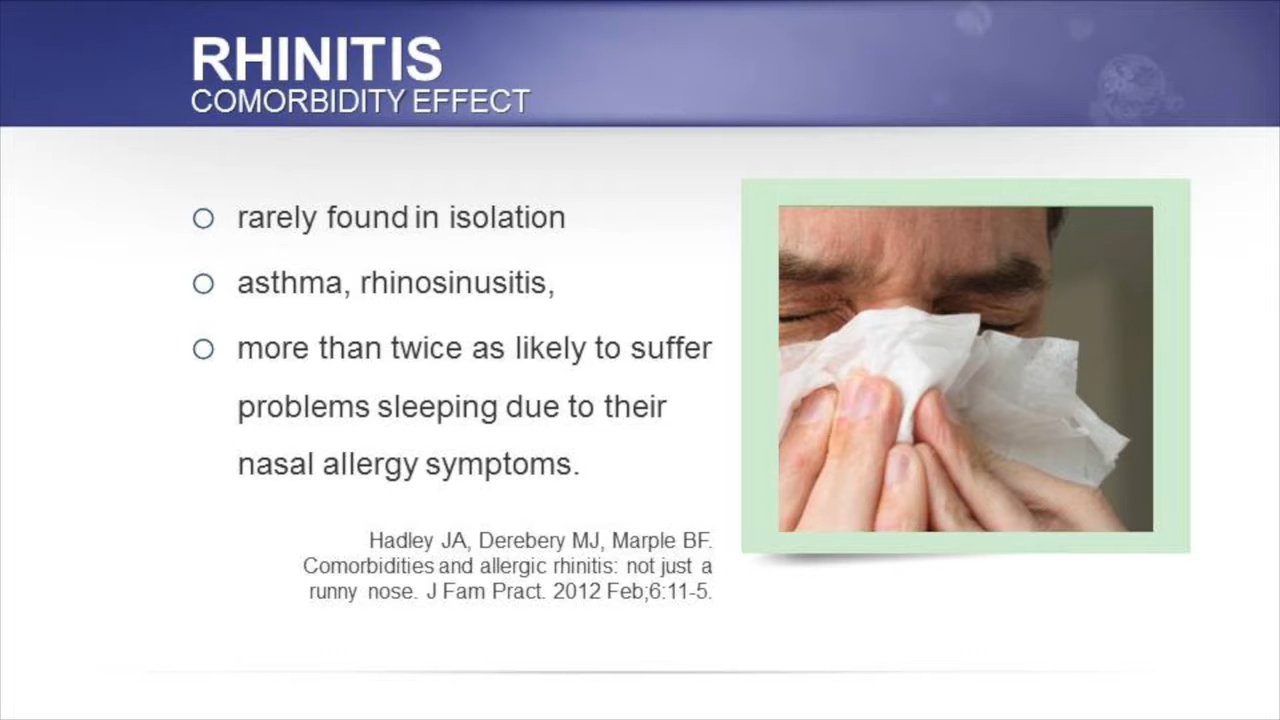 RHINITIS
COMORBIDITY EFFECT
rarely found in isolation
asthma, rhinosinusitis,
more than twice as likely to suffer
problems sleeping due to their
nasal allergy symptoms.
Hadley JA, Derebery MJ, Marple BF.
Comorbidities and allergic rhinitis: not just a
runny nose. J Fam Pract. 2012 Feb;6:11-5.